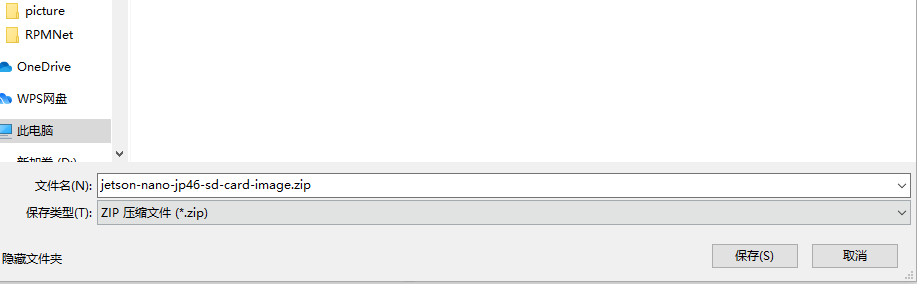 picture
RPMNet
OneDrive
WPS网盘
此电脑
新加卷 (D:)
文件名(N): jetson-nano-jp46-sd-card-image.zip
保存类型(T): ZIP 压缩文件 (*.zip)
隐藏文件夹
保存(S) 取消